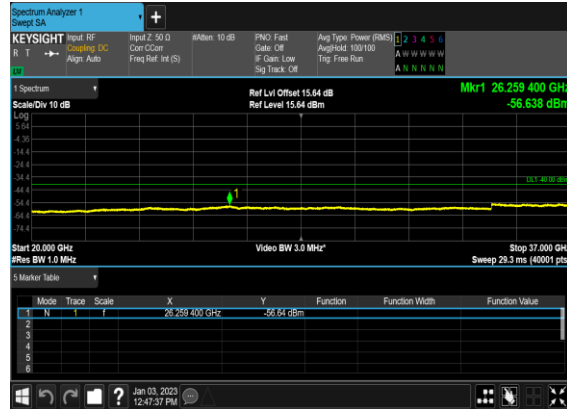 Spectrum Analyzer 1
Swept SA
+
KEYSIGHT Input: RF Input Z: 50 Ω #Atten: 10 dB PNO: Fast Avg Type: Power (RMS) 1 2 3 4 5 6
R T Coupling: DC Corr CCorr Gate: Off Avg|Hold: 100/100 A W W W W W
Align: Auto Freq Ref: Int (S) IF Gain: Low Trig: Free Run
Sig Track: Off A N N N N N
1 Spectrum Ref Lvl Offset 15.64 dB Mkr1 26.259 400 GHz
Scale/Div 10 dB Ref Level 15.64 dBm -56.638 dBm
Log
5.64
-4.36
-14.4
-24.4
-34.4
DL1 -40.00 dBm
-44.4
1
-54.4
-64.4
-74.4
Start 20.000 GHz Video BW 3.0 MHz* Stop 37.000 GH
#Res BW 1.0 MHz Sweep 29.3 ms (40001 pts
5 Marker Table
Mode Trace Scale X Y Function Function Width Function Value
1 N 1 f 26.259 400 GHz -56.64 dBm
2
3
4
5
6
? Jan 03, 2023
12:47:37 PM